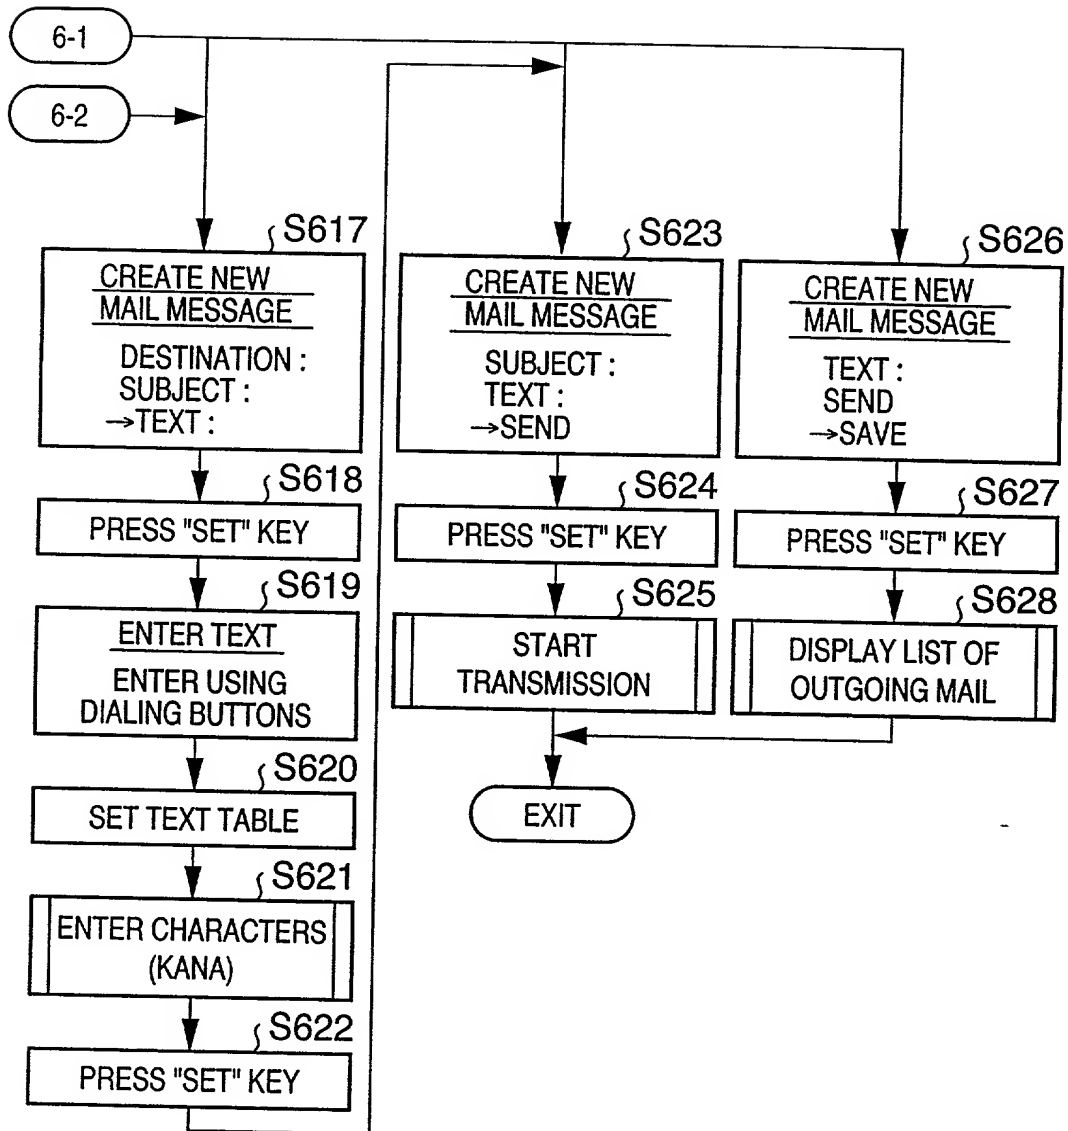 6-1
6-2
S617
CREATE NEW
MAIL MESSAGE
DESTINATION :
SUBJECT :
→TEXT :
S618
PRESS "SET" KEY
S619
ENTER TEXT
ENTER USING
DIALING BUTTONS
S620
SET TEXT TABLE
S621
ENTER CHARACTERS
(KANA)
S622
PRESS "SET" KEY
S623
CREATE NEW
MAIL MESSAGE
SUBJECT :
TEXT :
→SEND
S624
PRESS "SET" KEY
S625
START
TRANSMISSION
S626
CREATE NEW
MAIL MESSAGE
TEXT :
SEND
→SAVE
S627
PRESS "SET" KEY
S628
DISPLAY LIST OF
OUTGOING MAIL
EXIT